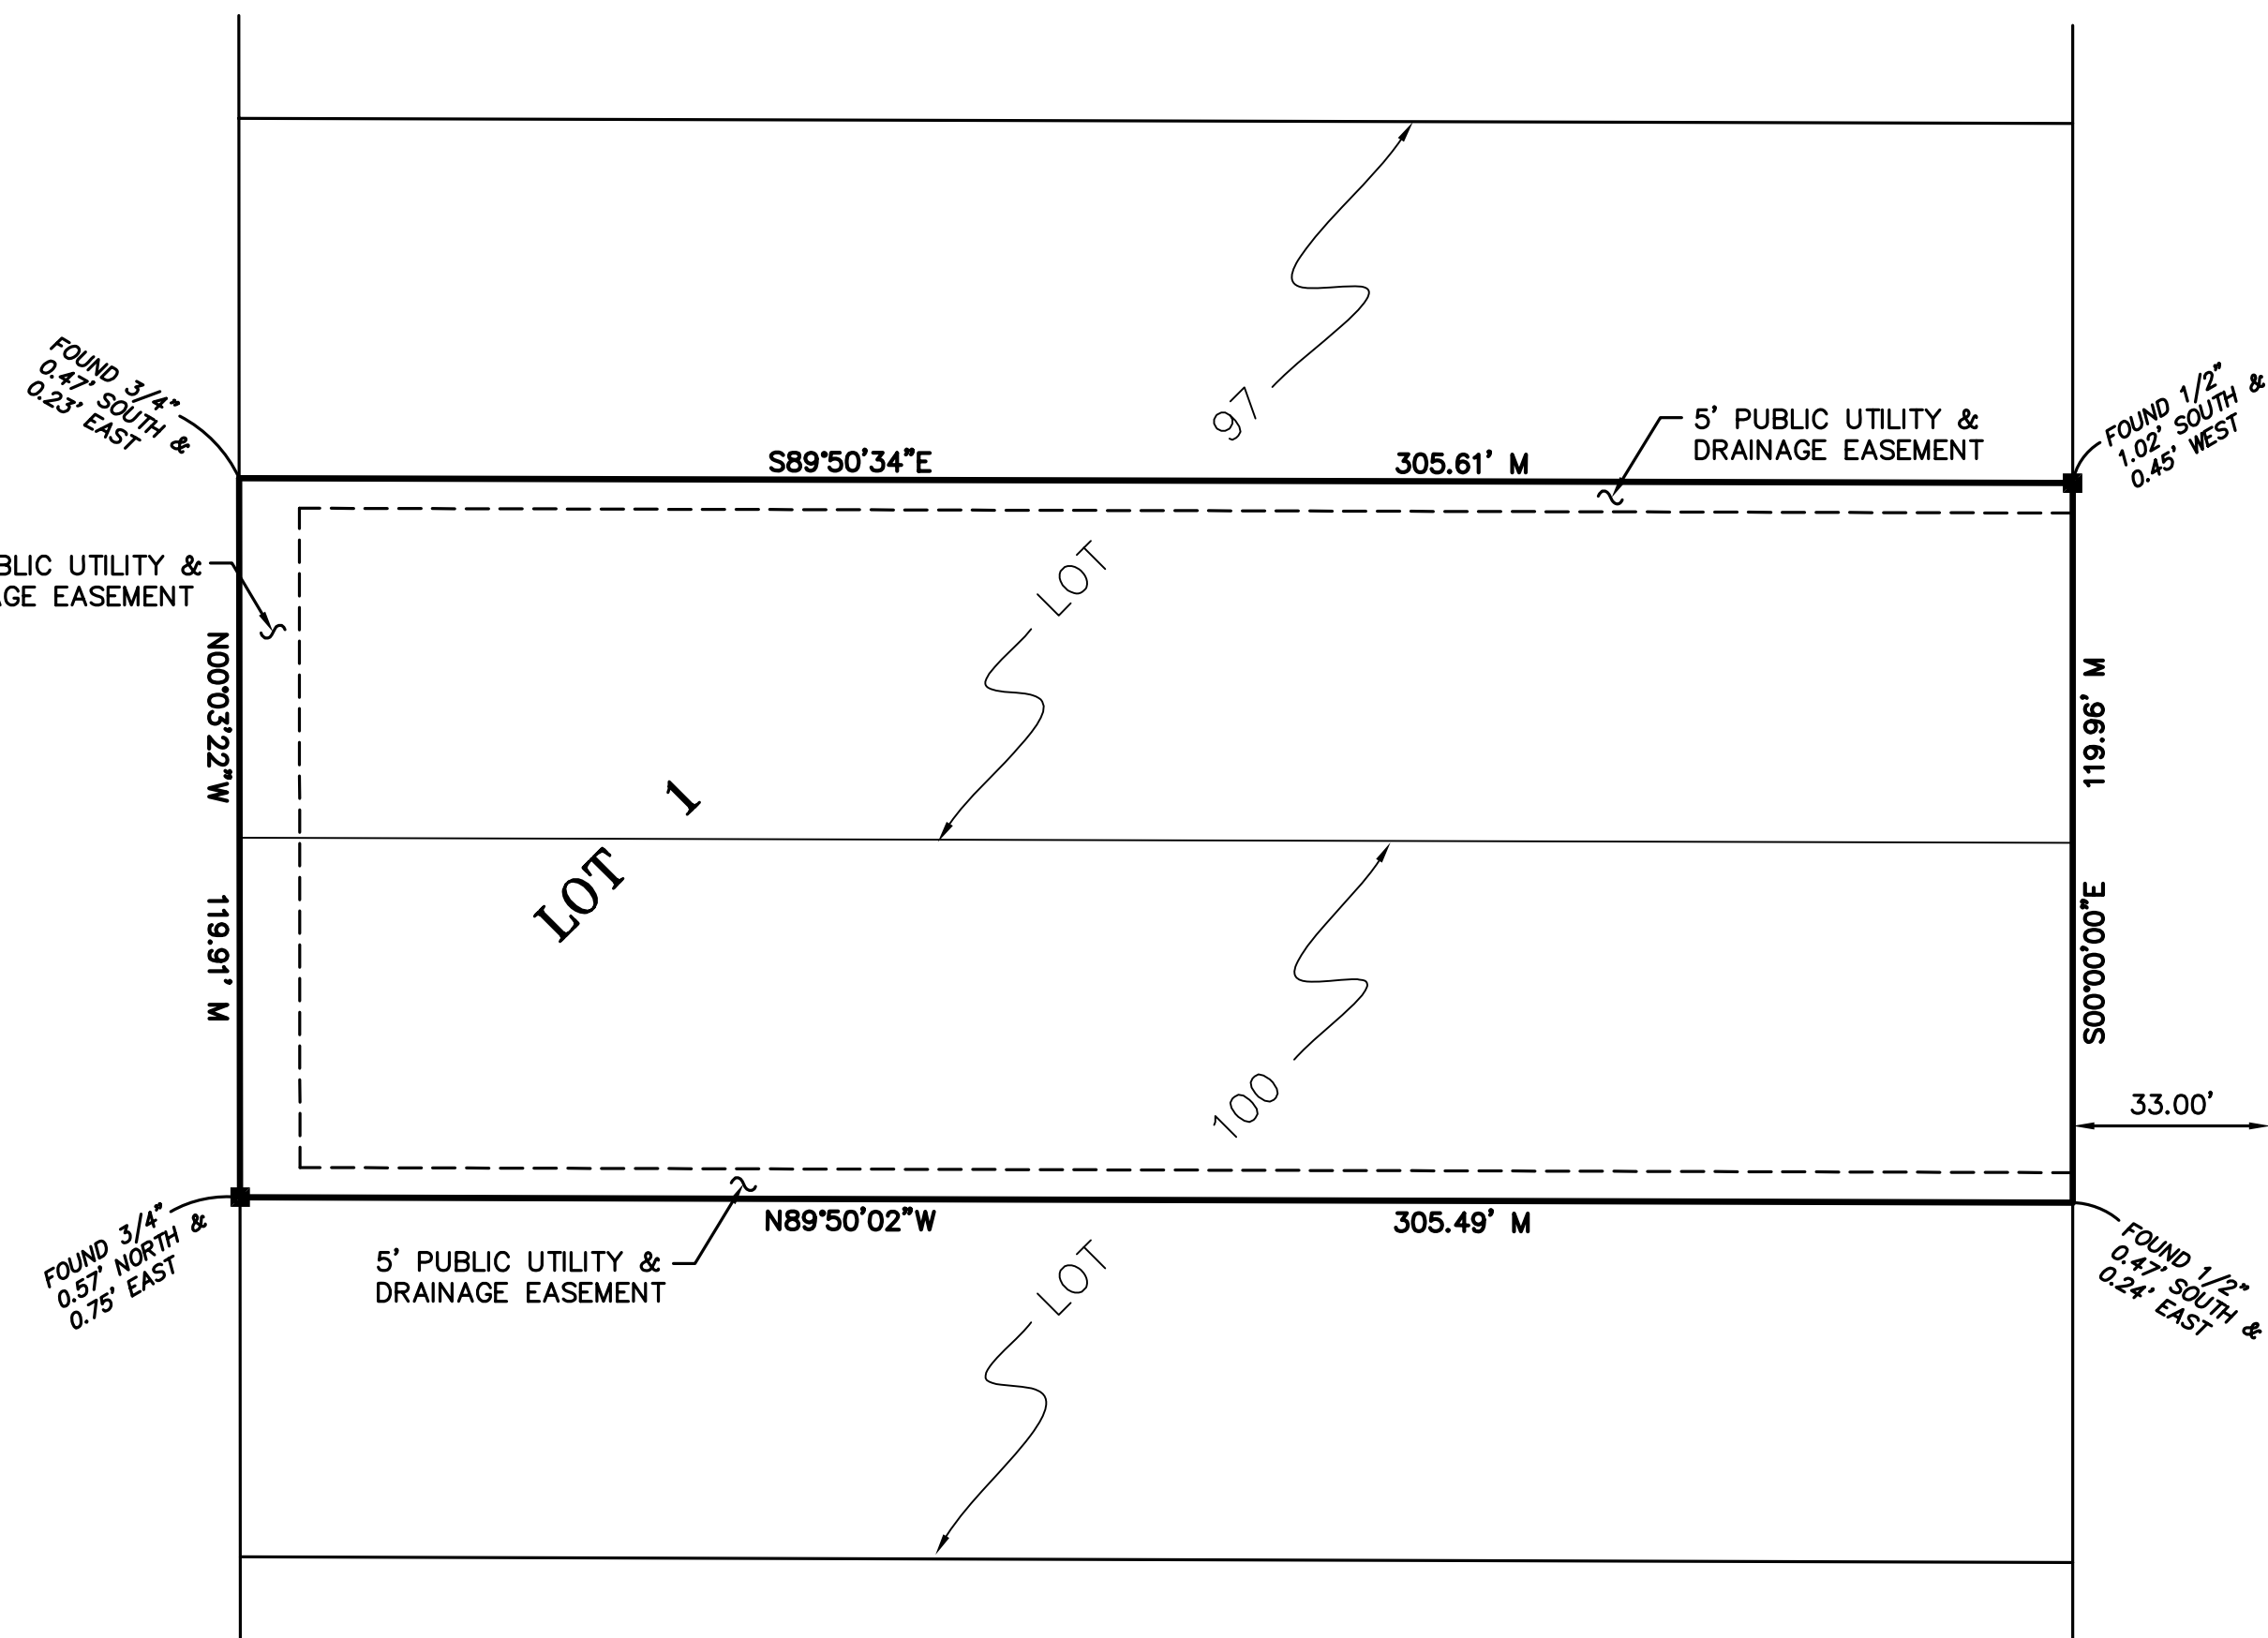 FOUND 3/4"
0.47' SOUTH &
0.23' EAST
FOUND 1/2"
1.02' SOUTH &
0.45' WEST
97
5' PUBLIC UTILITY &
DRAINAGE EASEMENT
S89°50'34"E 305.61' M
LOT
UTILITY &
EASEMENT
N00°03'22"W 119.91' M
S00°00'00"E 119.96' M
LOT 1
100
33.00'
N89°50'02"W 305.49' M
FOUND 3/4"
0.57' NORTH &
0.75' EAST
5' PUBLIC UTILITY &
DRAINAGE EASEMENT
LOT
FOUND 1/2"
0.47' SOUTH &
0.24' EAST